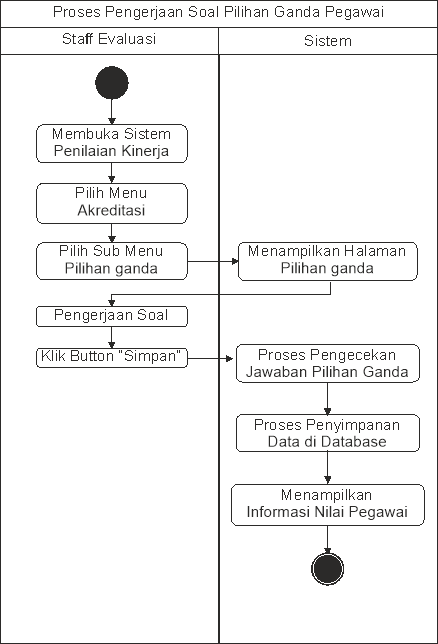 Proses Pengerjaan Soal Pilihan Ganda Pegawai
Staff Evaluasi
Sistem
Membuka Sistem
Penilaian Kinerja
Pilih Menu
Akreditasi
Pilih Sub Menu
Pilihan ganda
Menampilkan Halaman
Pilihan ganda
Pengerjaan Soal
Klik Button "Simpan"
Proses Pengecekan
Jawaban Pilihan Ganda
Proses Penyimpanan
Data di Database
Menampilkan
Informasi Nilai Pegawai